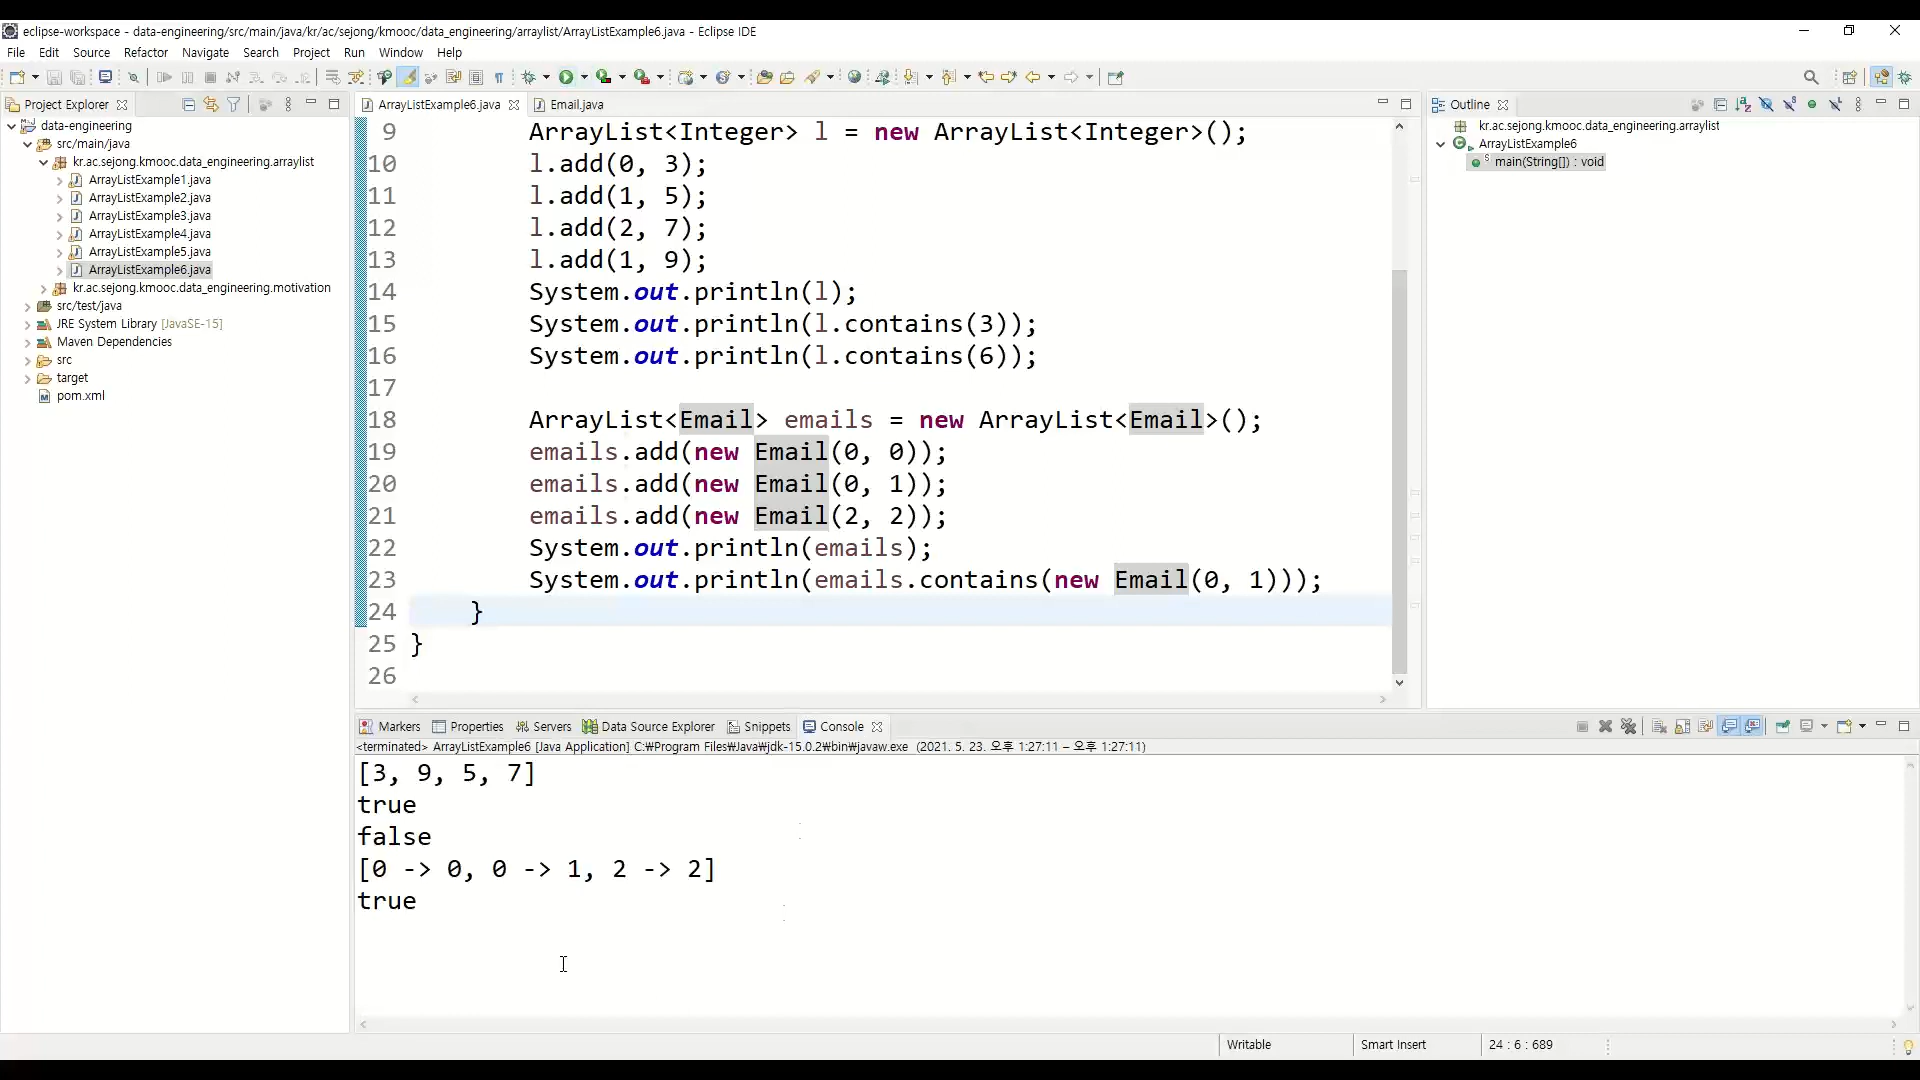 eclipse-workspace - data-engineering/src/main/java/kr/ac/sejong/kmooc/data_engineering/arraylist/ArrayListExample6.java - Eclipse IDE
File Edit Source Refactor Navigate Search Project Run Window Help
Project Explorer
data-engineering
src/main/java
kr.ac.sejong.kmooc.data_engineering.arraylist
ArrayListExample1.java
ArrayListExample2.java
ArrayListExample3.java
ArrayListExample4.java
ArrayListExample5.java
ArrayListExample6.java
kr.ac.sejong.kmooc.data_engineering.motivation
src/test/java
JRE System Library [JavaSE-15]
Maven Dependencies
src
target
pom.xml
ArrayListExample6.java Email.java
9 ArrayList<Integer> l = new ArrayList<Integer>();
10 l.add(0, 3);
11 l.add(1, 5);
12 l.add(2, 7);
13 l.add(1, 9);
14 System.out.println(l);
15 System.out.println(l.contains(3));
16 System.out.println(l.contains(6));
17
18 ArrayList<Email> emails = new ArrayList<Email>();
19 emails.add(new Email(0, 0));
20 emails.add(new Email(0, 1));
21 emails.add(new Email(2, 2));
22 System.out.println(emails);
23 System.out.println(emails.contains(new Email(0, 1)));
24 }
25 }
26
Outline
kr.ac.sejong.kmooc.data_engineering.arraylist
ArrayListExample6
main(String[]) : void
Markers Properties Servers Data Source Explorer Snippets Console
<terminated> ArrayListExample6 [Java Application] C:₩Program Files₩Java₩jdk-15.0.2₩bin₩javaw.exe (2021. 5. 23. 오후 1:27:11 – 오후 1:27:11)
[3, 9, 5, 7]
true
false
[0 -> 0, 0 -> 1, 2 -> 2]
true
Writable Smart Insert 24 : 6 : 689